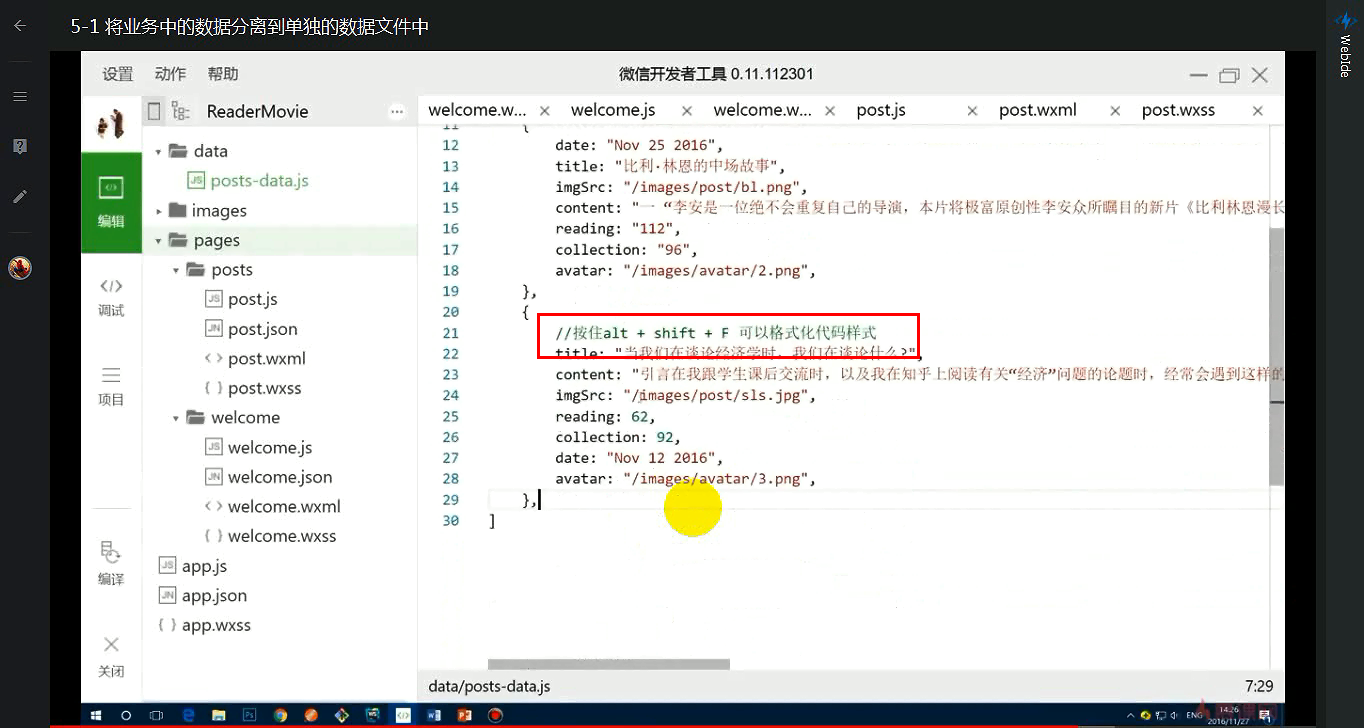 5-1 将业务中的数据分离到单独的数据文件中
WebIde
设置 动作 帮助
微信开发者工具 0.11.112301
ReaderMovie ...
welcome.w... welcome.js welcome.w... post.js post.wxml post.wxss
编辑
调试
项目
编译
关闭
data
posts-data.js
images
pages
posts
post.js
post.json
post.wxml
post.wxss
welcome
welcome.js
welcome.json
welcome.wxml
welcome.wxss
app.js
app.json
app.wxss
11 {
12 date: "Nov 25 2016",
13 title: "比利·林恩的中场故事",
14 imgSrc: "/images/post/bl.png",
15 content: "一 “李安是一位绝不会重复自己的导演，本片将极富原创性李安众所瞩目的新片《比利林恩漫长
16 reading: "112",
17 collection: "96",
18 avatar: "/images/avatar/2.png",
19 },
20 {
21 //按住alt + shift + F 可以格式化代码样式
22 title: "当我们在谈论经济学时，我们在谈论什么?",
23 content: "引言在我跟学生课后交流时，以及我在知乎上阅读有关“经济”问题的论题时，经常会遇到这样的
24 imgSrc: "/images/post/sls.jpg",
25 reading: 62,
26 collection: 92,
27 date: "Nov 12 2016",
28 avatar: "/images/avatar/3.png",
29 },
30 ]
data/posts-data.js 7:29
ENG
14:26
2016/11/27